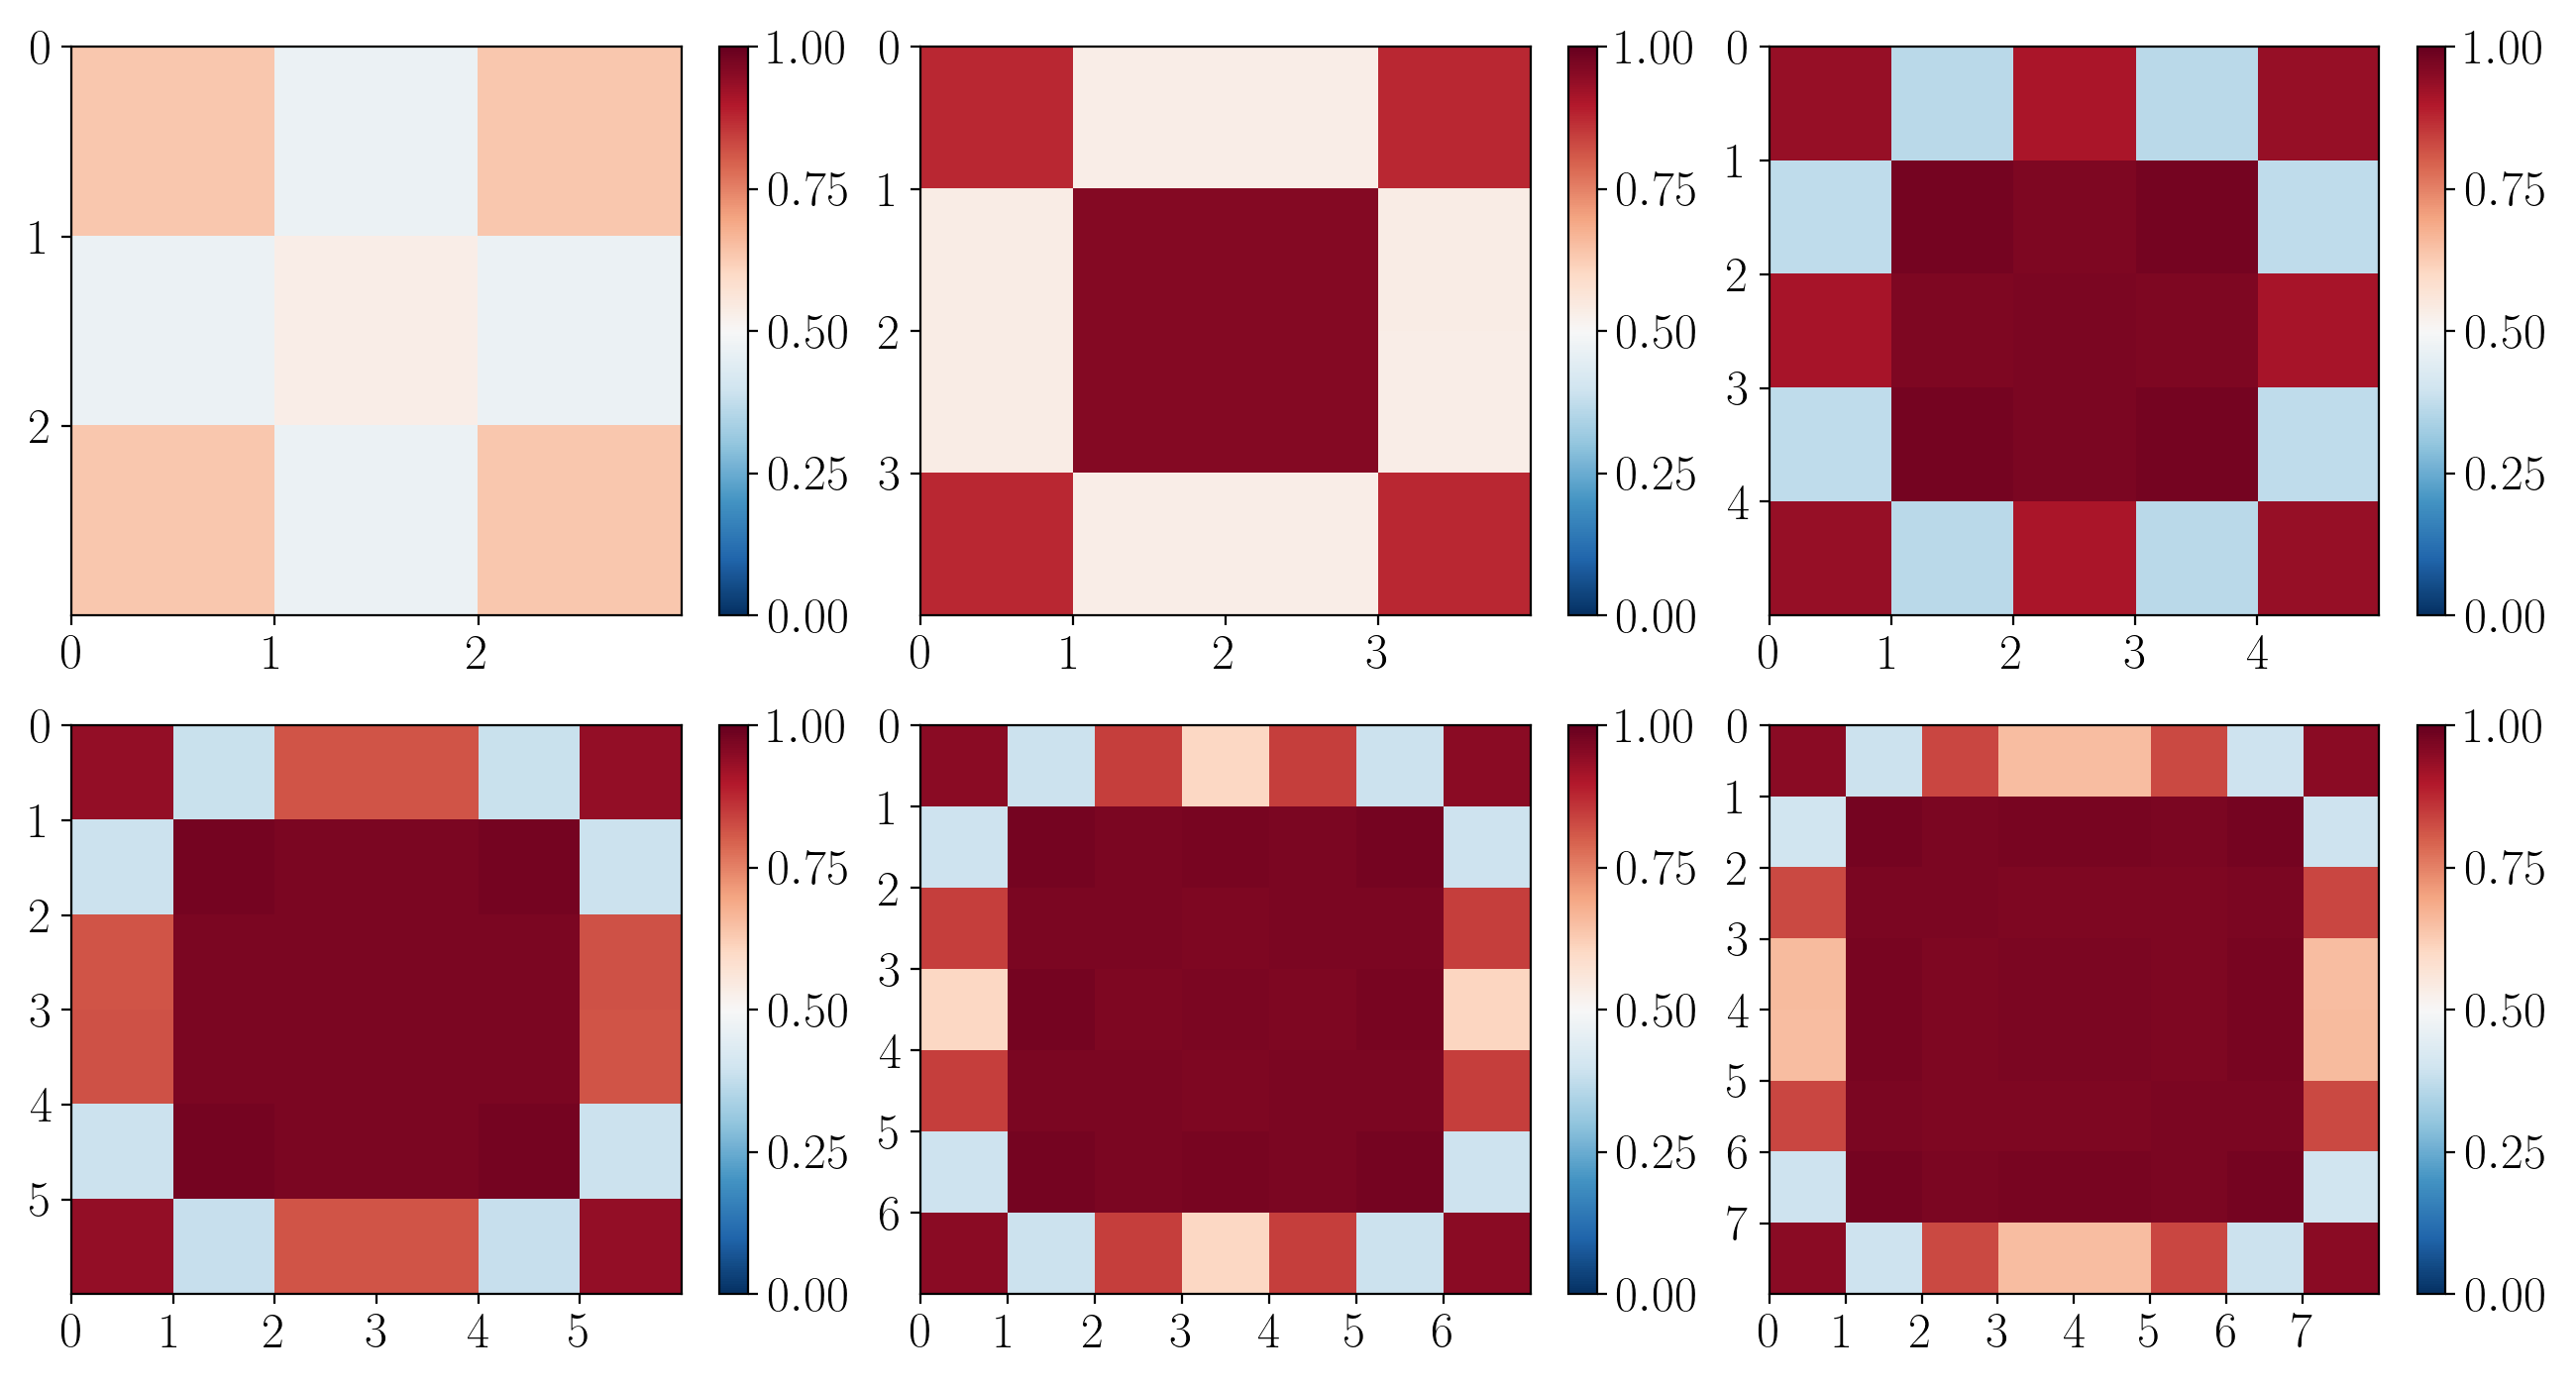 0 1.00 0 1.00 0 1.00
0.75 0.75 0.75
1 1 1
2 0.50 2 0.50 2 0.50
0.25 3 0.25 3 0.25
4
0.00 0.00 0.00
0 1 2 0 1 2 3 0 1 2 3 4
0 1.00 0 1.00 0 1.00
1 0.75 1 0.75 1 0.75
2 2 2
3 0.50 3 0.50 3 0.50
4 4 4
5 0.25 5 0.25 5 0.25
6 6
7
0.00 0.00 0.00
0 1 2 3 4 5 0 1 2 3 4 5 6 0 1 2 3 4 5 6 7